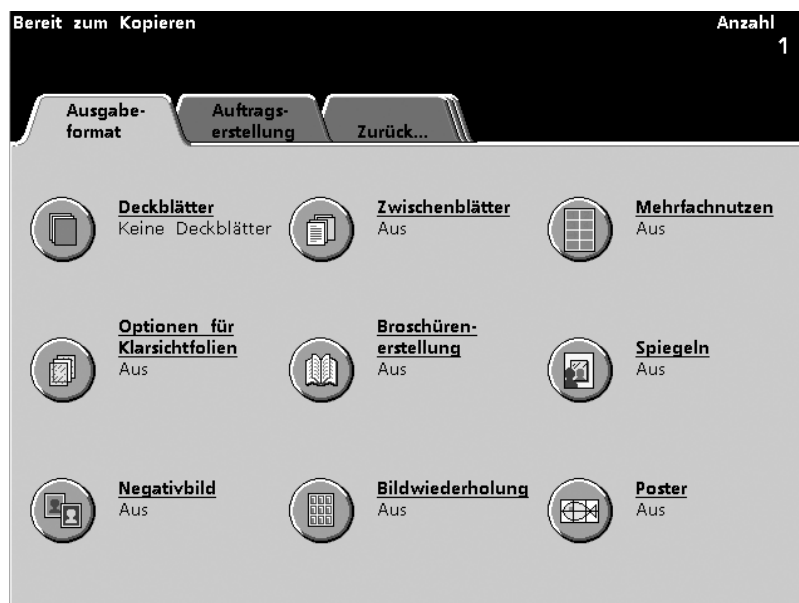 Bereit zum Kopieren
Anzahl
1
Ausgabe-
format
Auftrags-
erstellung
Zurück...
Deckblätter
Keine Deckblätter
Zwischenblätter
Aus
Mehrfachnutzen
Aus
Optionen für
Klarsichtfolien
Aus
Broschüren-
erstellung
Aus
Spiegeln
Aus
Negativbild
Aus
Bildwiederholung
Aus
Poster
Aus